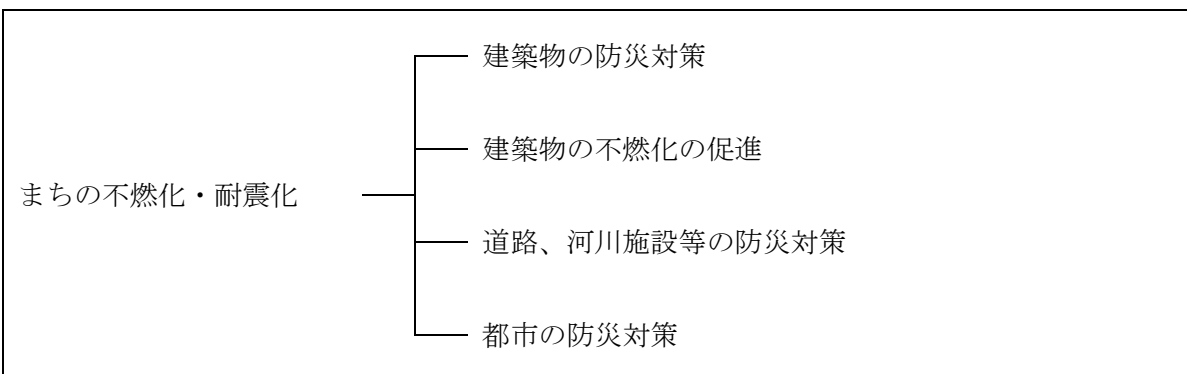 建築物の防災対策
建築物の不燃化の促進
まちの不燃化・耐震化
道路、河川施設等の防災対策
都市の防災対策